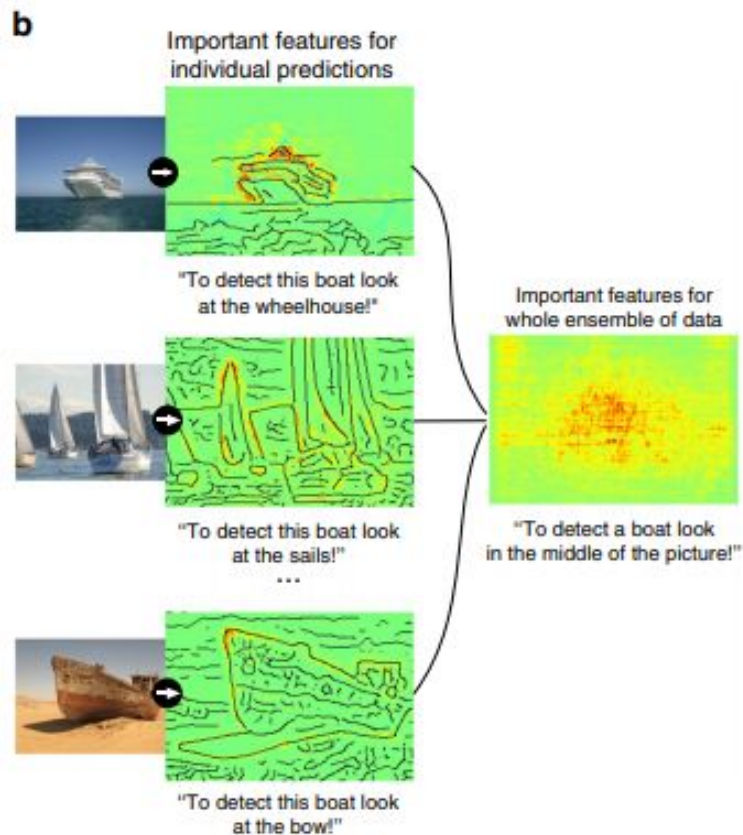 b
Important features for
individual predictions
"To detect this boat look
at the wheelhouse!"
Important features for
whole ensemble of data
"To detect this boat look
at the sails!"
...
"To detect a boat look
in the middle of the picture!"
"To detect this boat look
at the bow!"